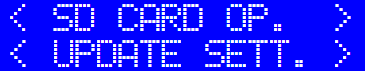 < SD CARD OP. >
< UPDATE SETT. >